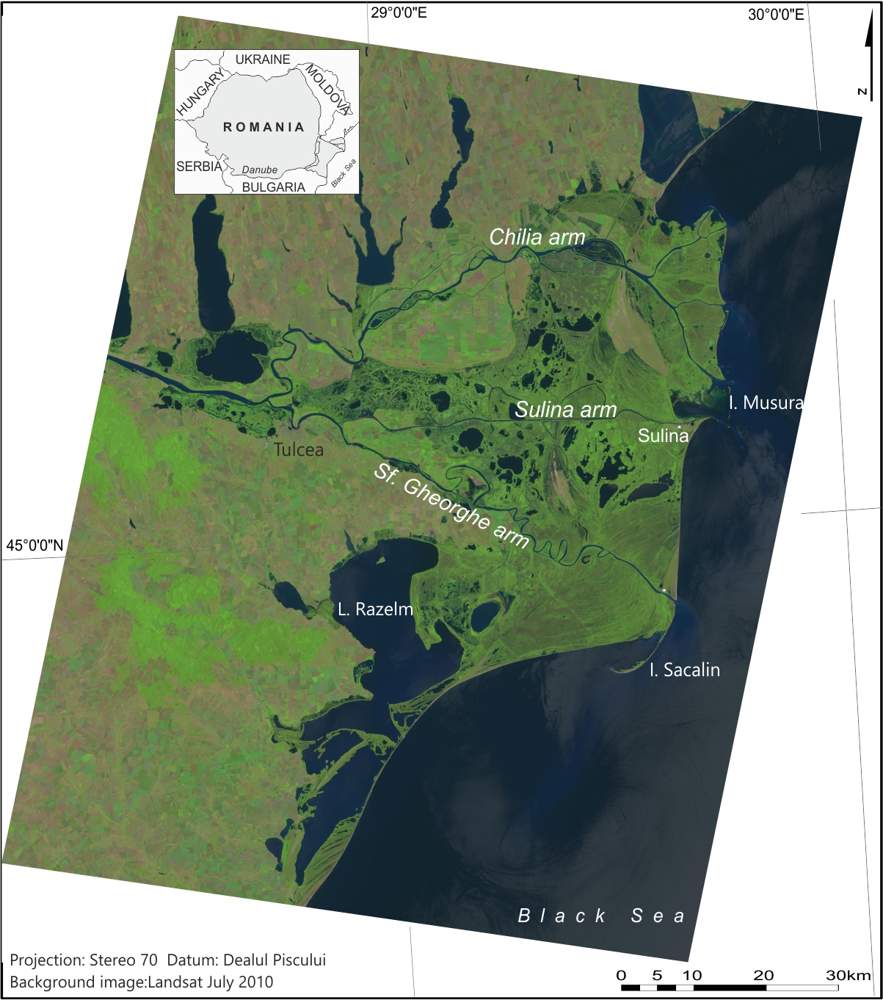 29°0'0"E
30°0'0"E
UKRAINE
HUNGARY
MOLDOVA
ROMANIA
SERBIA
Danube
Black Sea
BULGARIA
N
Chilia arm
I. Musura
Sulina arm
Sulina
Tulcea
Sf. Gheorghe arm
45°0'0"N
L. Razelm
I. Sacalin
Black Sea
Projection: Stereo 70 Datum: Dealul Piscului
Background image:Landsat July 2010
0 5 10 20 30km